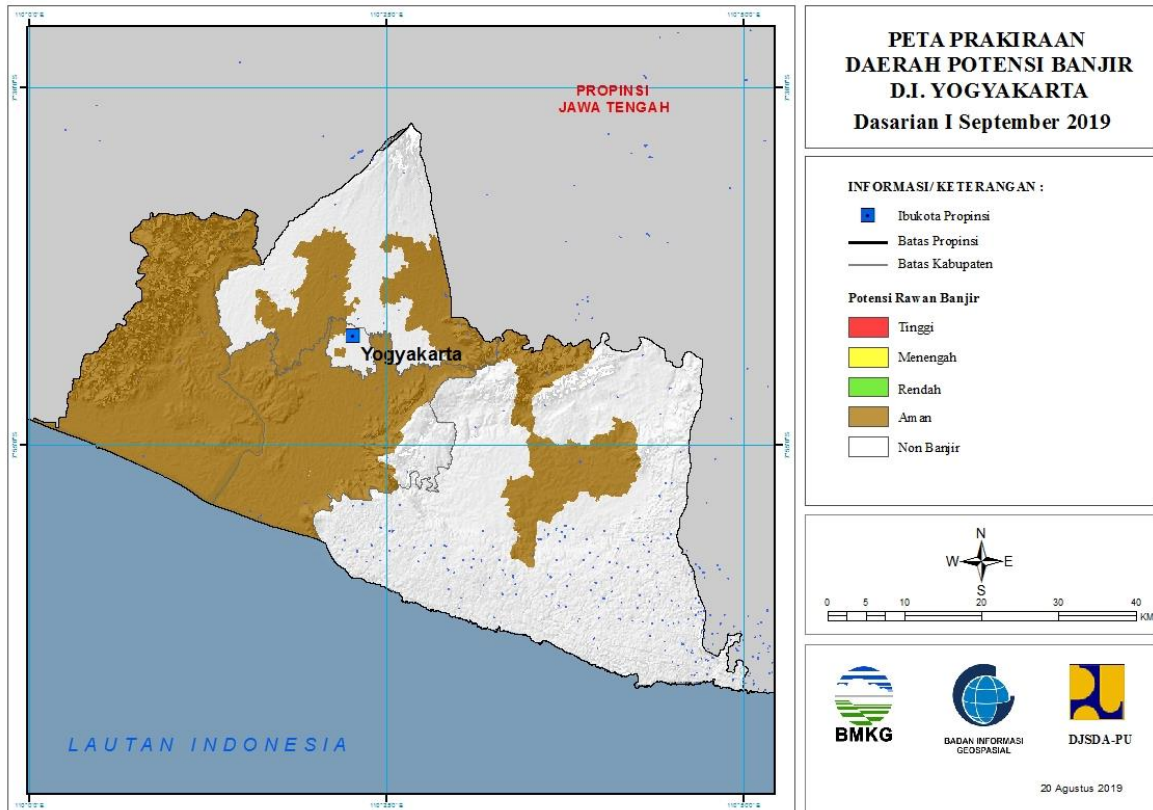 PETA PRAKIRAAN
DAERAH POTENSI BANJIR
D.I. YOGYAKARTA
Dasarian I September 2019
PROPINSI
JAWA TENGAH
Yogyakarta
LAUTAN INDONESIA
INFORMASI/KETERANGAN :
Ibukota Propinsi
Batas Propinsi
Batas Kabupaten
Potensi Rawan Banjir
Tinggi
Menengah
Rendah
Aman
Non Banjir
N
W E
S
0 5 10 20 30 40
KM
BMKG
BADAN INFORMASI
GEOSPASIAL
DJSDA-PU
20 Agustus 2019